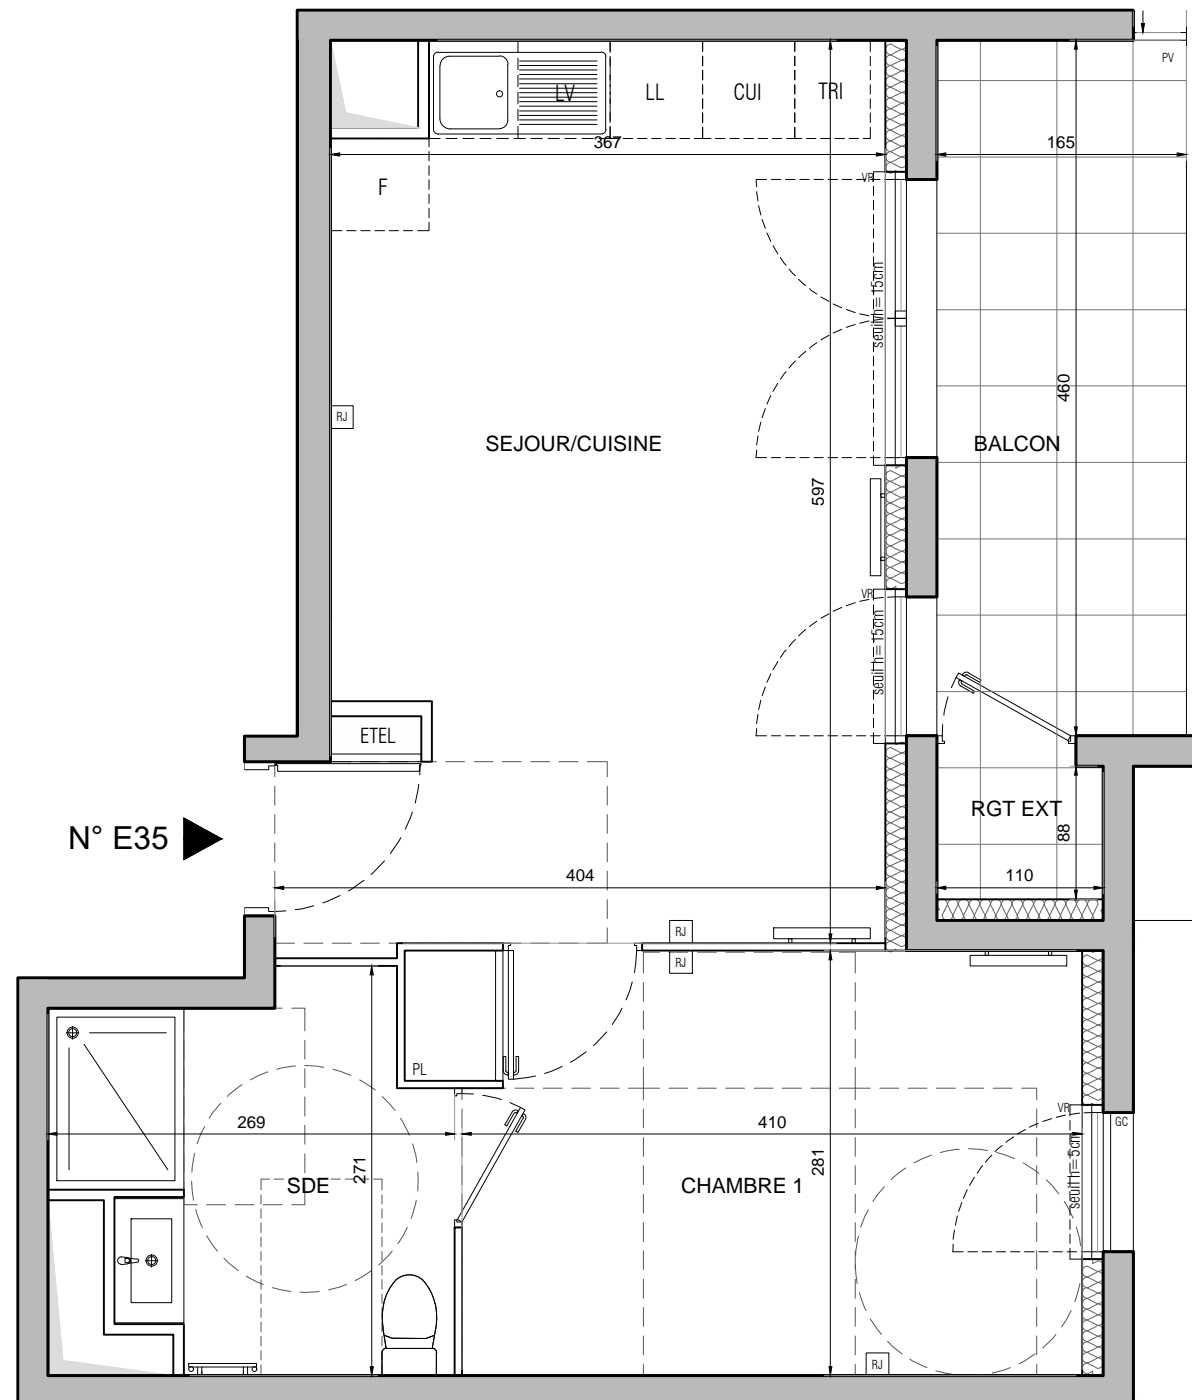 PV
LV
LL
CUI
TRI
367
165
F
VR
seuil h= 15cm
RJ
SEJOUR/CUISINE
BALCON
460
597
VR
seuil h= 15cm
ETEL
N° E35
RGT EXT
88
404
110
RJ
RJ
PL
269
410
VR
GC
271
281
seuil h= 5cm
SDE
CHAMBRE 1
RJ